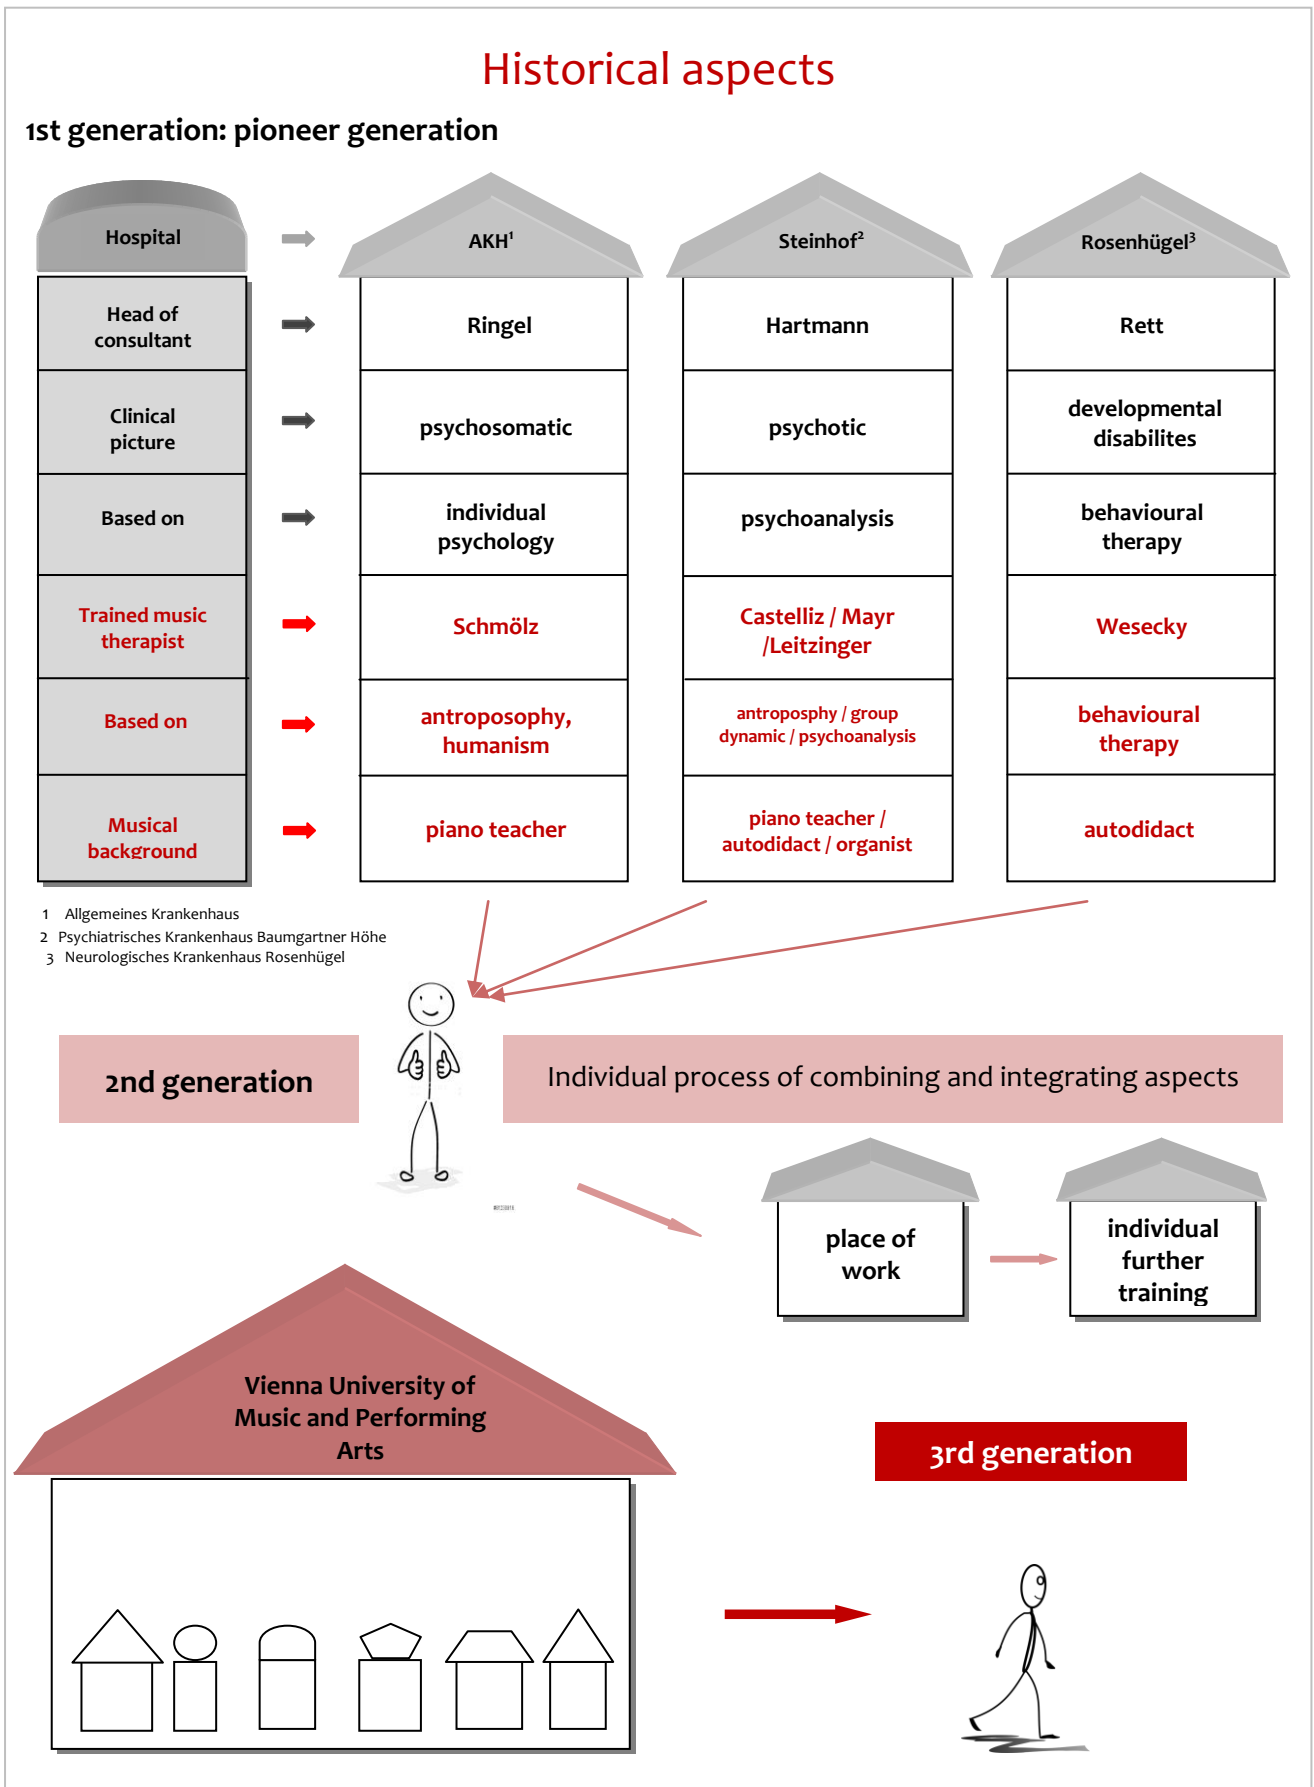 Historical aspects
1st generation: pioneer generation
Hospital
AKH¹
Steinhof²
Rosenhügel³
Head of
consultant
Ringel
Hartmann
Rett
Clinical
picture
psychosomatic
psychotic
developmental
disabilites
Based on
individual
psychology
psychoanalysis
behavioural
therapy
Trained music
therapist
Schmölz
Castelliz / Mayr
/Leitzinger
Wesecky
Based on
antroposophy,
humanism
antroposphy / group
dynamic / psychoanalysis
behavioural
therapy
Musical
background
piano teacher
piano teacher /
autodidact / organist
autodidact
1 Allgemeines Krankenhaus
2 Psychiatrisches Krankenhaus Baumgartner Höhe
3 Neurologisches Krankenhaus Rosenhügel
2nd generation
Individual process of combining and integrating aspects
place of
work
individual
further
training
Vienna University of
Music and Performing
Arts
3rd generation